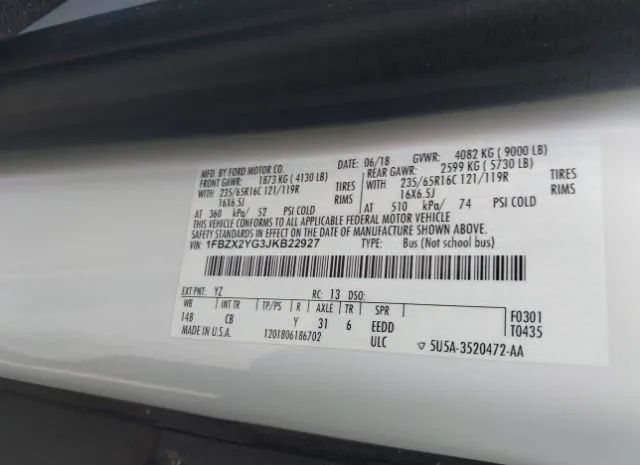 MFD. BY FORD MOTOR CO. DATE: 06/18 GVWR: 4082 KG ( 9000 LB)
FRONT GAWR: 1873 KG ( 4130 LB) REAR GAWR: 2599 KG ( 5730 LB)
WITH 235/65R16C 121/119R TIRES WITH 235/65R16C 121/119R TIRES
16X6.5J RIMS 16X6.5J RIMS
AT 360 kPa/ 52 PSI COLD AT 510 kPa/ 74 PSI COLD
THIS VEHICLE CONFORMS TO ALL APPLICABLE FEDERAL MOTOR VEHICLE
SAFETY STANDARDS IN EFFECT ON THE DATE OF MANUFACTURE SHOWN ABOVE.
VIN: 1FBZX2YG3JKB22927 TYPE: Bus (Not school Bus)
EXT PNT: YZ RC: 13 DSO:
WB INT TR TP/PS R AXLE TR SPR F0301
14B CB Y 31 6 EEDD T0435
MADE IN U.S.A. 1201806186702 ULC ▽ 5U5A-3520472-AA